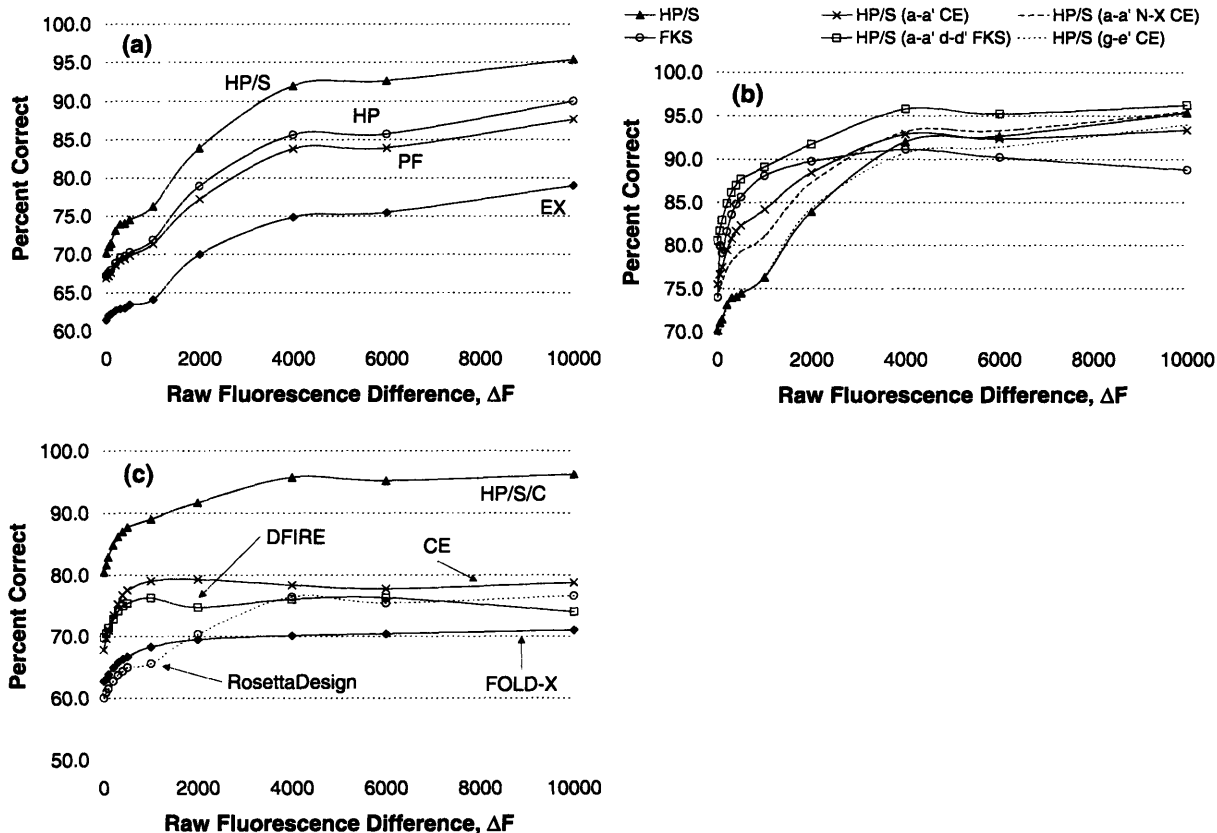 (a)
Percent Correct
100.0
95.0
90.0
85.0
80.0
75.0
70.0
65.0
60.0
HP/S
HP
PF
EX
0 2000 4000 6000 8000 10000
Raw Fluorescence Difference, ΔF
HP/S HP/S (a-a' CE) HP/S (a-a' N-X CE)
FKS HP/S (a-a' d-d' FKS) HP/S (g-e' CE)
(b)
Percent Correct
100.0
95.0
90.0
85.0
80.0
75.0
70.0
0 2000 4000 6000 8000 10000
Raw Fluorescence Difference, ΔF
(c)
Percent Correct
100.0
90.0
80.0
70.0
60.0
50.0
HP/S/C
DFIRE
CE
RosettaDesign
FOLD-X
0 2000 4000 6000 8000 10000
Raw Fluorescence Difference, ΔF